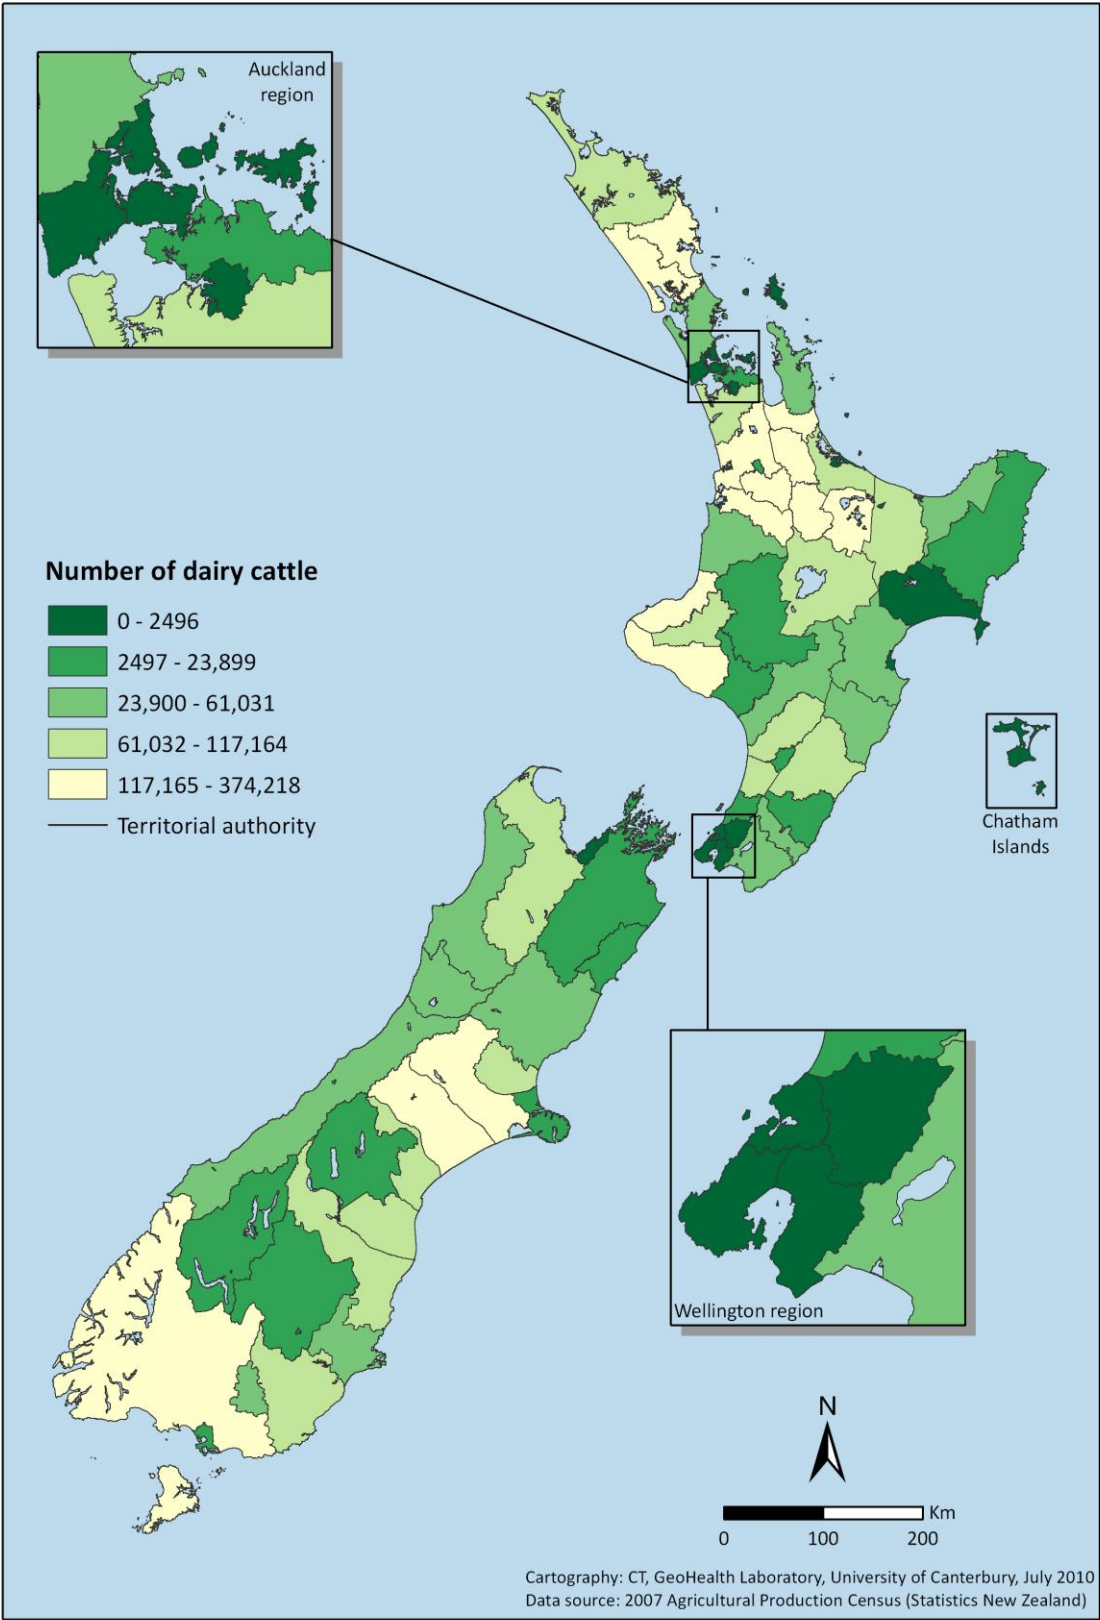 Auckland
region
Number of dairy cattle
0 - 2496
2497 - 23,899
23,900 - 61,031
61,032 - 117,164
117,165 - 374,218
Territorial authority
Chatham
Islands
Wellington region
N
Km
0 100 200
Cartography: CT, GeoHealth Laboratory, University of Canterbury, July 2010
Data source: 2007 Agricultural Production Census (Statistics New Zealand)